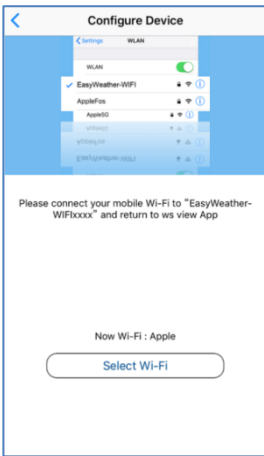 Configure Device
Settings WLAN
WLAN
EasyWeather-WIFI
AppleFos
Apple5G
Please connect your mobile Wi-Fi to "EasyWeather-
WIFIxxxx" and return to ws view App
Now Wi-Fi : Apple
Select Wi-Fi